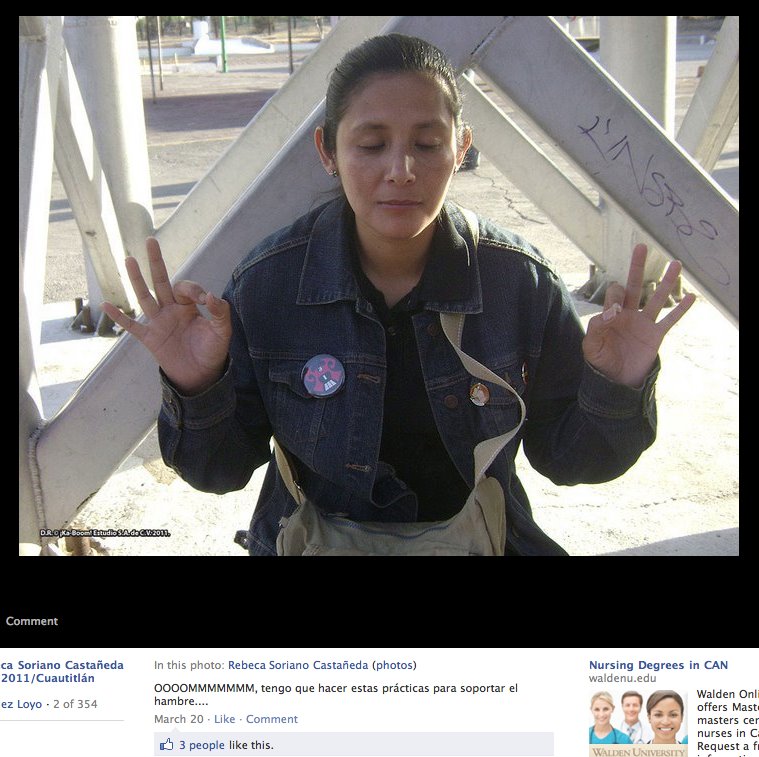 L'INSTO
D.R. © ¡Ka-Boom! Estudio S.A. de C.V.2011.
Comment
ca Soriano Castañeda
2011/Cuautitlán
ez Loyo · 2 of 354
In this photo: Rebeca Soriano Castañeda (photos)
OOOOMMMMMMM, tengo que hacer estas prácticas para soportar el
hambre....
March 20 · Like · Comment
3 people like this.
Nursing Degrees in CAN
waldenu.edu
Walden Onli
offers Maste
masters cer
nurses in Ca
Request a fr
WALDEN UNIVERSITY